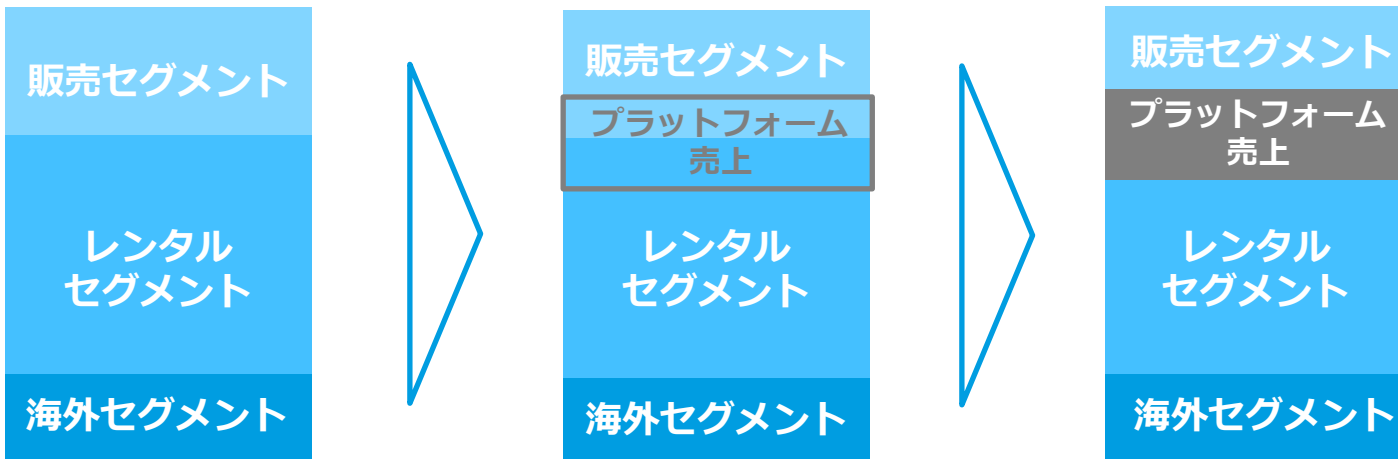 販売セグメント
レンタル
セグメント
海外セグメント
販売セグメント
プラットフォーム
売上
レンタル
セグメント
海外セグメント
販売セグメント
プラットフォーム
売上
レンタル
セグメント
海外セグメント